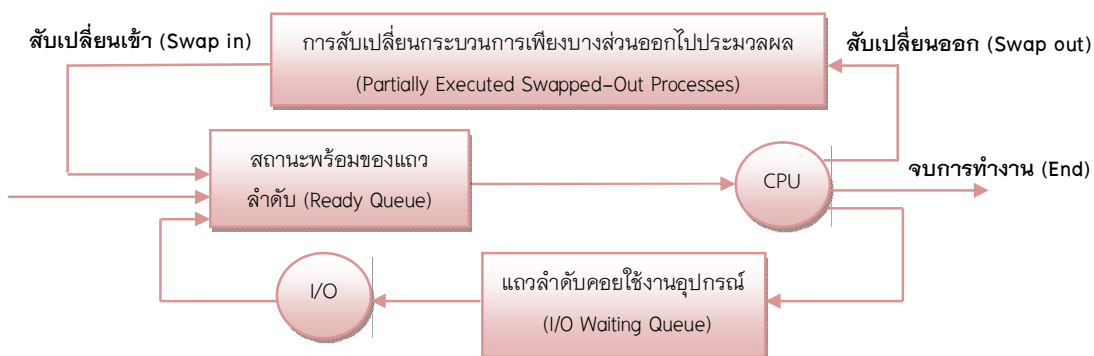 สับเปลี่ยนเข้า (Swap in)
การสับเปลี่ยนกระบวนการเพียงบางส่วนออกไปประมวลผล
(Partially Executed Swapped-Out Processes)
สับเปลี่ยนออก (Swap out)
สถานะพร้อมของแถว
ลำดับ (Ready Queue)
CPU
จบการทำงาน (End)
I/O
แถวลำดับคอยใช้งานอุปกรณ์
(I/O Waiting Queue)